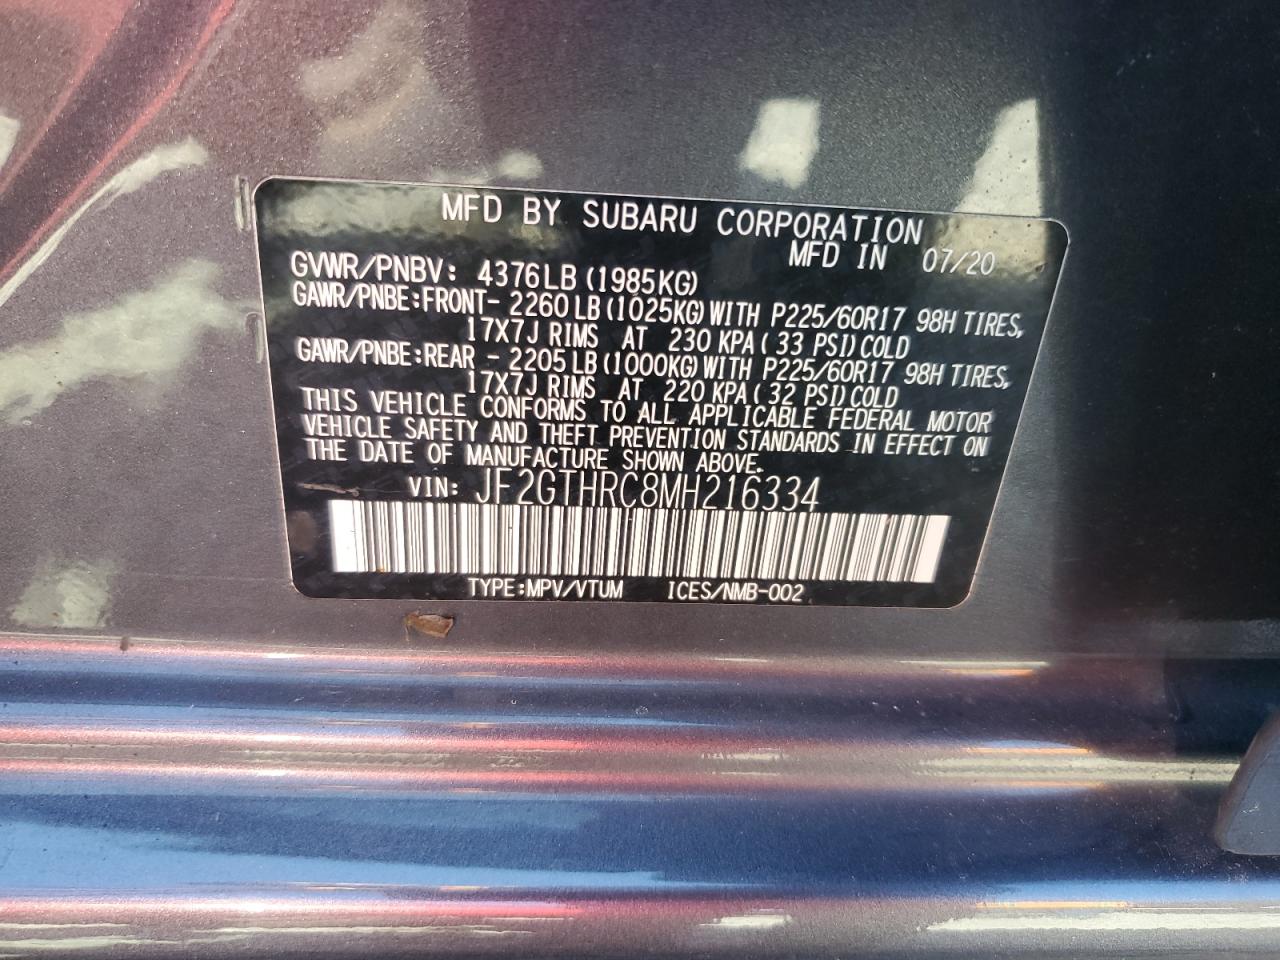 MFD BY SUBARU CORPORATION
MFD IN 07/20
GVWR/PNBV: 4376LB(1985KG)
GAWR/PNBE:FRONT- 2260LB(1025KG)WITH P225/60R17 98H TIRES,
17X7J RIMS AT 230 KPA(33 PSI)COLD
GAWR/PNBE:REAR - 2205LB(1000KG)WITH P225/60R17 98H TIRES,
17X7J RIMS AT 220 KPA(32 PSI)COLD
THIS VEHICLE CONFORMS TO ALL APPLICABLE FEDERAL MOTOR
VEHICLE SAFETY AND THEFT PREVENTION STANDARDS IN EFFECT ON
THE DATE OF MANUFACTURE SHOWN ABOVE.
VIN: JF2GTHRC8MH216334
TYPE:MPV/VTUM ICES/NMB-002